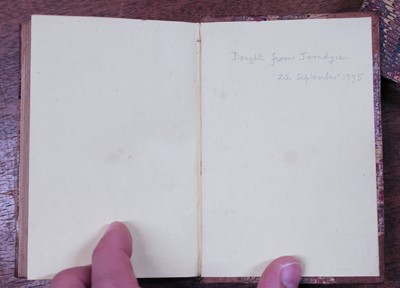 Bought from Jarndyce
22 September 1995